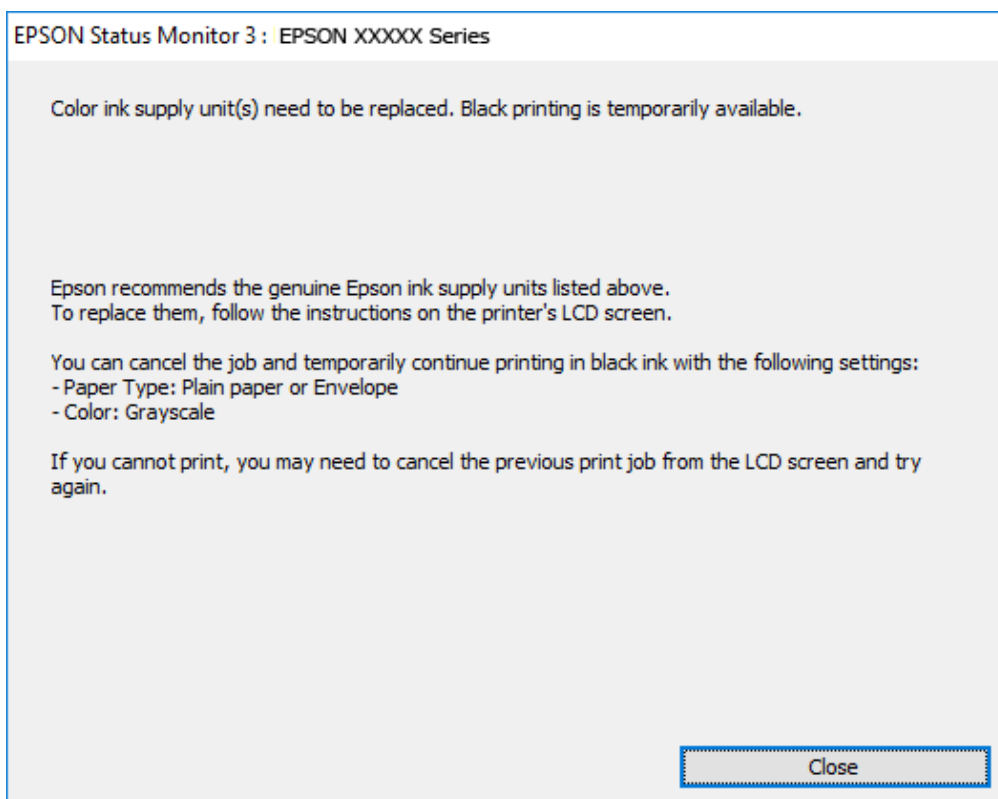 EPSON Status Monitor 3 : EPSON XXXXX Series
Color ink supply unit(s) need to be replaced. Black printing is temporarily available.
Epson recommends the genuine Epson ink supply units listed above.
To replace them, follow the instructions on the printer's LCD screen.
You can cancel the job and temporarily continue printing in black ink with the following settings:
- Paper Type: Plain paper or Envelope
- Color: Grayscale
If you cannot print, you may need to cancel the previous print job from the LCD screen and try
again.
Close